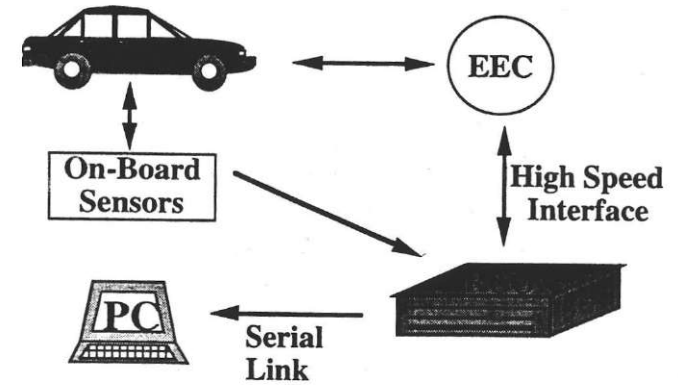 EEC
On-Board
Sensors
High Speed
Interface
PC
Serial
Link